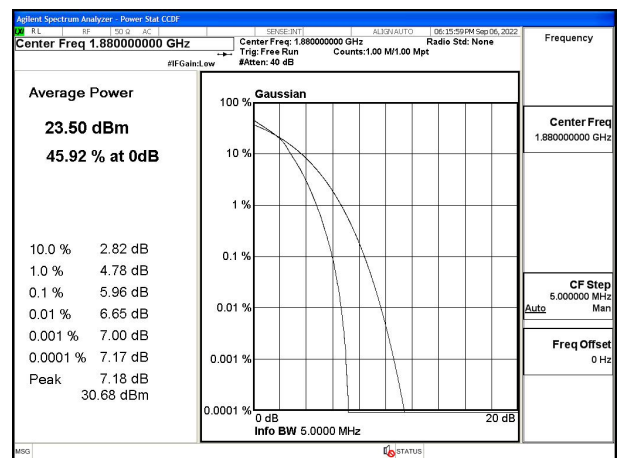 Agilent Spectrum Analyzer - Power Stat CCDF
RL RF 50 Ω AC SENSE:INT ALIGN AUTO 06:15:59 PM Sep 06, 2022
Center Freq 1.880000000 GHz
Center Freq: 1.880000000 GHz Radio Std: None
Trig: Free Run Counts:1.00 M/1.00 Mpt
#IFGain:Low #Atten: 40 dB
Frequency
Average Power
23.50 dBm
45.92 % at 0dB
10.0 % 2.82 dB
1.0 % 4.78 dB
0.1 % 5.96 dB
0.01 % 6.65 dB
0.001 % 7.00 dB
0.0001 % 7.17 dB
Peak 7.18 dB
30.68 dBm
Gaussian
100 %
10 %
1 %
0.1 %
0.01 %
0.001 %
0.0001 %
0 dB 20 dB
Info BW 5.0000 MHz
Center Freq
1.880000000 GHz
CF Step
5.000000 MHz
Auto Man
Freq Offset
0 Hz
MSG STATUS